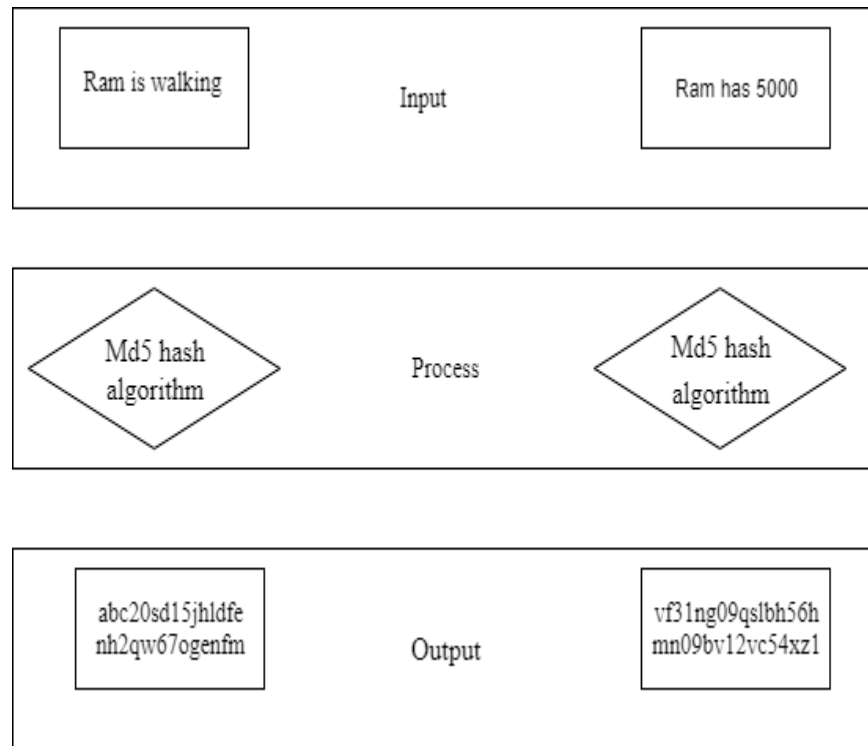 Ram is walking
Input
Ram has 5000
Md5 hash
algorithm
Process
Md5 hash
algorithm
abc20sd15jhldfe
nh2qw67ogenfm
Output
vf31ng09qslbh56h
mn09bv12vc54xz1